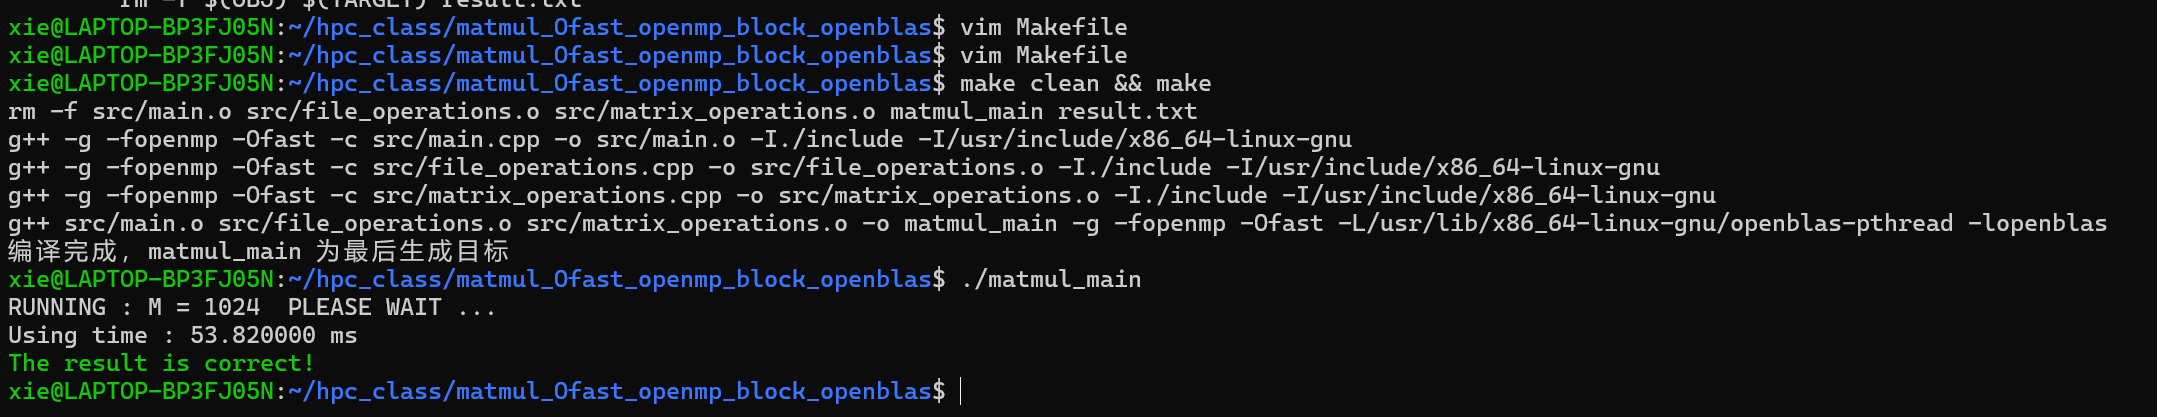 rm -f $(OBJ) $(TARGET) result.txt
xie@LAPTOP-BP3FJ05N:~/hpc_class/matmul_Ofast_openmp_block_openblas$ vim Makefile
xie@LAPTOP-BP3FJ05N:~/hpc_class/matmul_Ofast_openmp_block_openblas$ vim Makefile
xie@LAPTOP-BP3FJ05N:~/hpc_class/matmul_Ofast_openmp_block_openblas$ make clean && make
rm -f src/main.o src/file_operations.o src/matrix_operations.o matmul_main result.txt
g++ -g -fopenmp -Ofast -c src/main.cpp -o src/main.o -I./include -I/usr/include/x86_64-linux-gnu
g++ -g -fopenmp -Ofast -c src/file_operations.cpp -o src/file_operations.o -I./include -I/usr/include/x86_64-linux-gnu
g++ -g -fopenmp -Ofast -c src/matrix_operations.cpp -o src/matrix_operations.o -I./include -I/usr/include/x86_64-linux-gnu
g++ src/main.o src/file_operations.o src/matrix_operations.o -o matmul_main -g -fopenmp -Ofast -L/usr/lib/x86_64-linux-gnu/openblas-pthread -lopenblas
编译完成，matmul_main 为最后生成目标
xie@LAPTOP-BP3FJ05N:~/hpc_class/matmul_Ofast_openmp_block_openblas$ ./matmul_main
RUNNING : M = 1024  PLEASE WAIT ...
Using time : 53.820000 ms
The result is correct!
xie@LAPTOP-BP3FJ05N:~/hpc_class/matmul_Ofast_openmp_block_openblas$